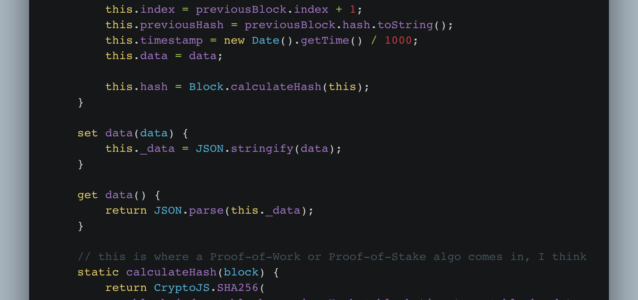 this.index = previousBlock.index + 1;
this.previousHash = previousBlock.hash.toString();
this.timestamp = new Date().getTime() / 1000;
this.data = data;
this.hash = Block.calculateHash(this);
}
set data(data) {
this._data = JSON.stringify(data);
}
get data() {
return JSON.parse(this._data);
}
// this is where a Proof-of-Work or Proof-of-Stake algo comes in, I think
static calculateHash(block) {
return CryptoJS.SHA256(